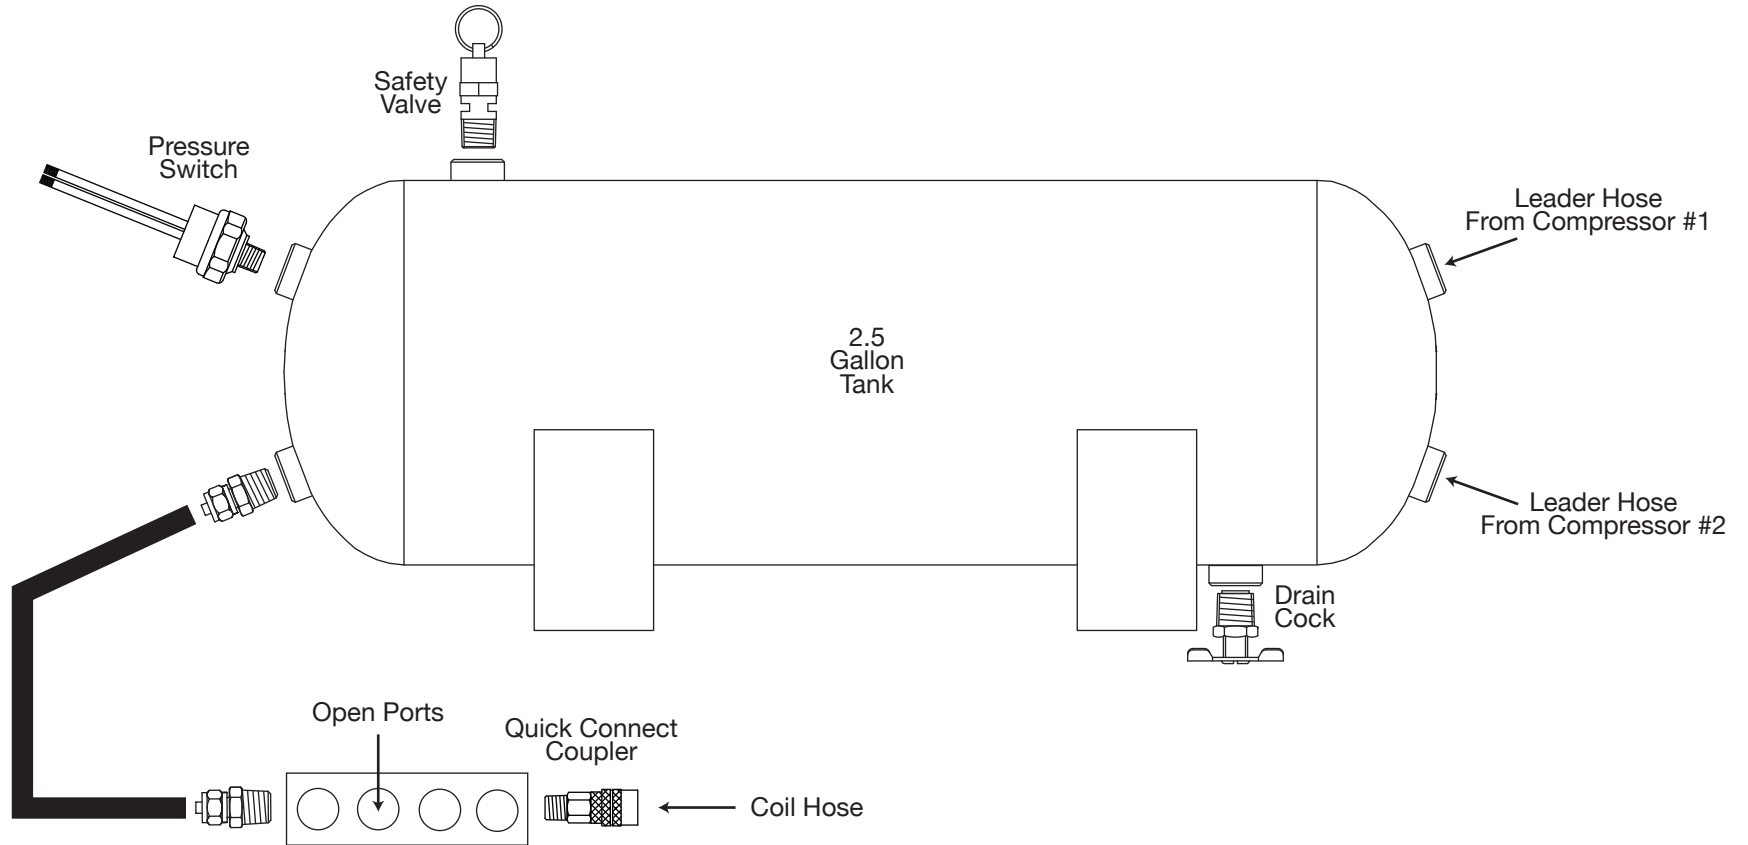 Safety
Valve
Pressure
Switch
Leader Hose
From Compressor #1
2.5
Gallon
Tank
Leader Hose
From Compressor #2
Drain
Cock
Open Ports
Quick Connect
Coupler
Coil Hose